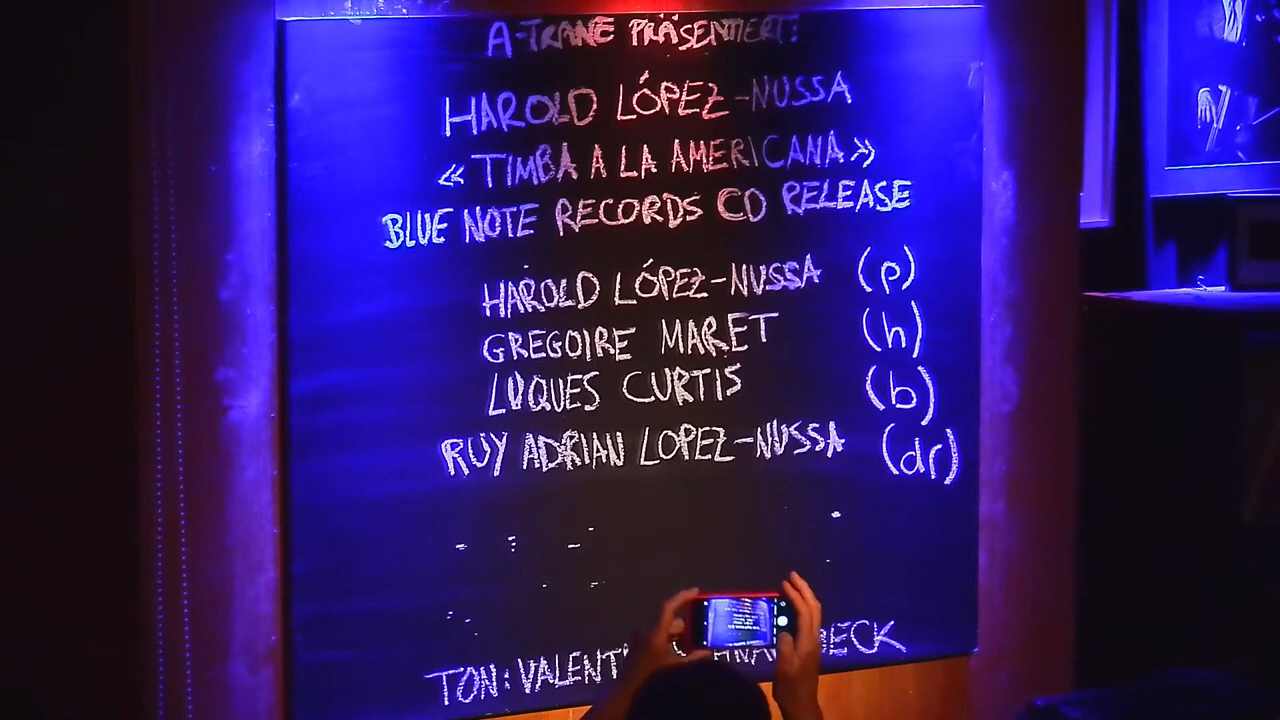 A-TRANE PRÄSENTIERT:
HAROLD LÓPEZ-NUSSA
« TIMBA A LA AMERICANA »
BLUE NOTE RECORDS CD RELEASE
HAROLD LÓPEZ-NUSSA (p)
GREGOIRE MARET (h)
LUQUES CURTIS (b)
RUY ADRIAN LOPEZ-NUSSA (dr)
TON: